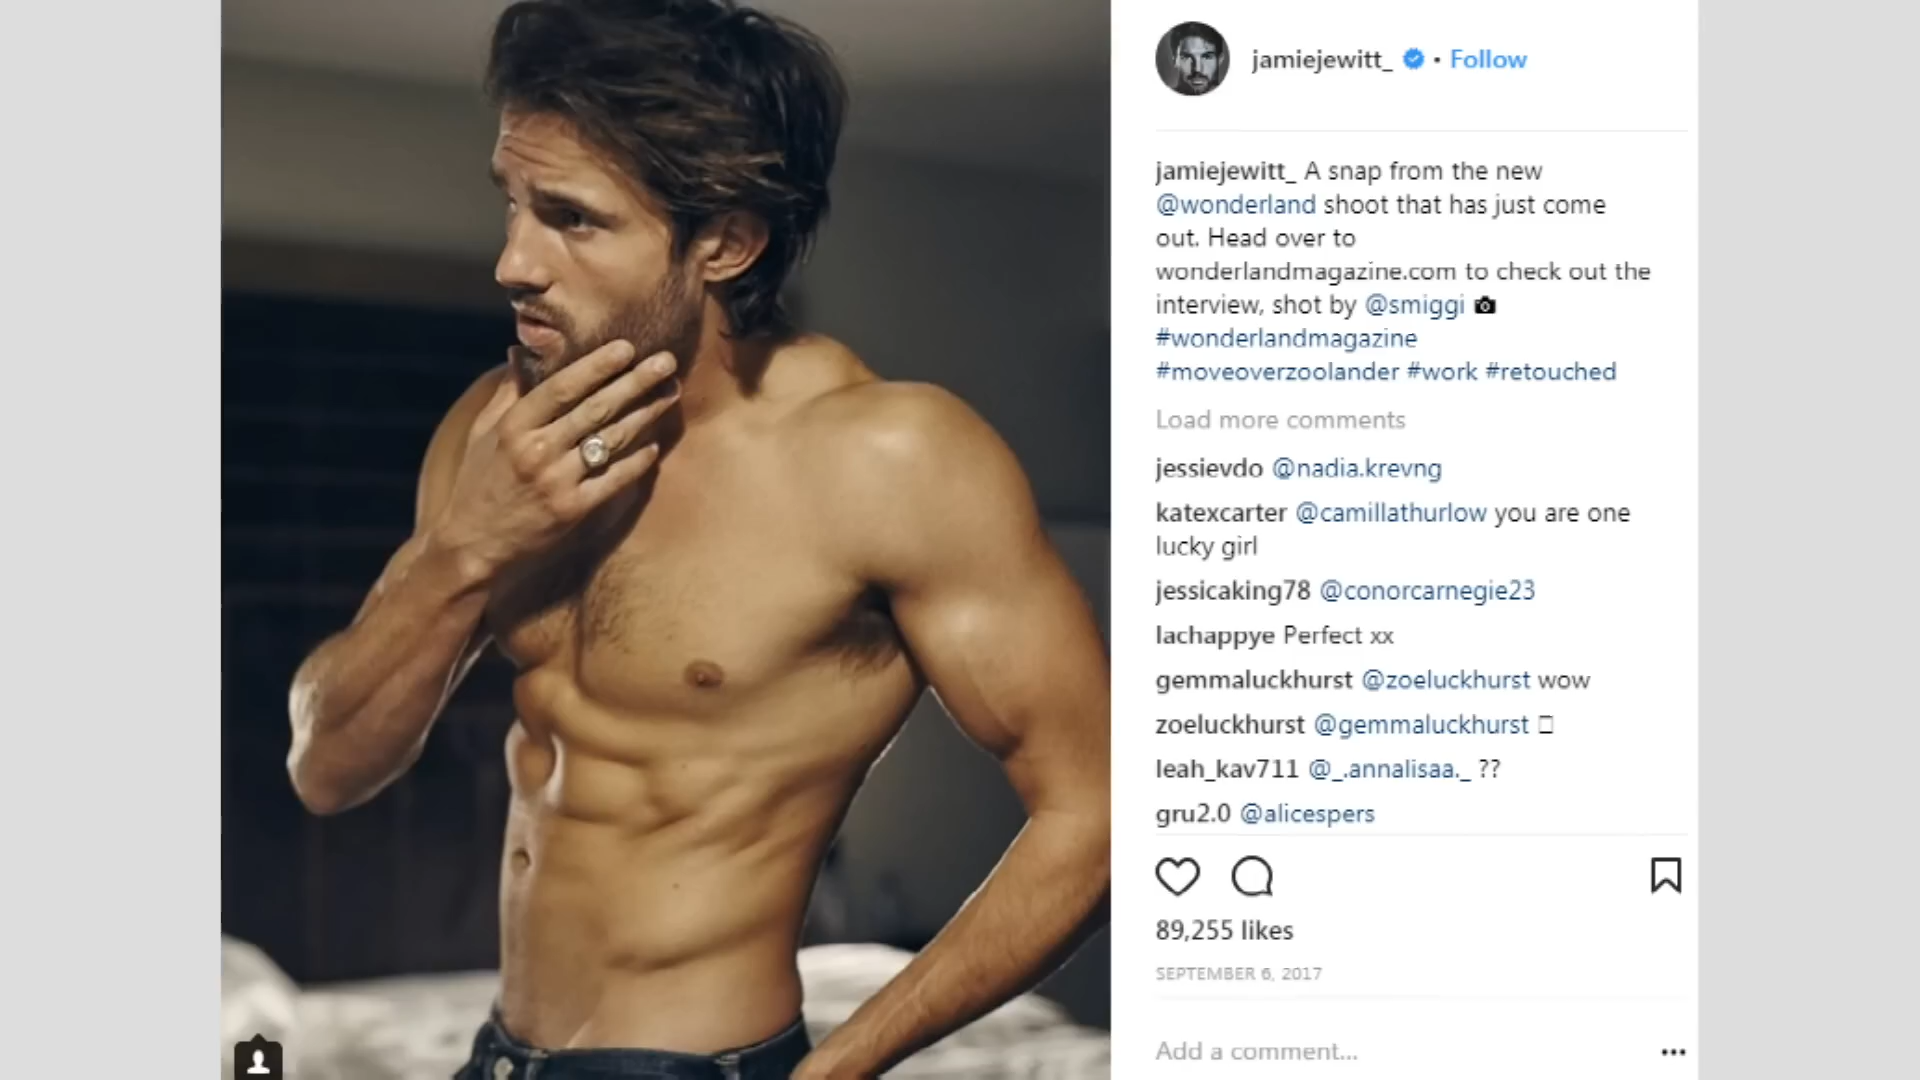 jamiejewitt_ • Follow
jamiejewitt_ A snap from the new
@wonderland shoot that has just come
out. Head over to
wonderlandmagazine.com to check out the
interview, shot by @smiggi 📷
#wonderlandmagazine
#moveoverzoolander #work #retouched
Load more comments
jessievdo @nadia.krevng
katexcarter @camillathurlow you are one
lucky girl
jessicaking78 @conorcarnegie23
lachappye Perfect xx
gemmaluckhurst @zoeluckhurst wow
zoeluckhurst @gemmaluckhurst □
leah_kav711 @_.annalisaa._ ??
gru2.0 @alicespers
89,255 likes
SEPTEMBER 6, 2017
Add a comment...